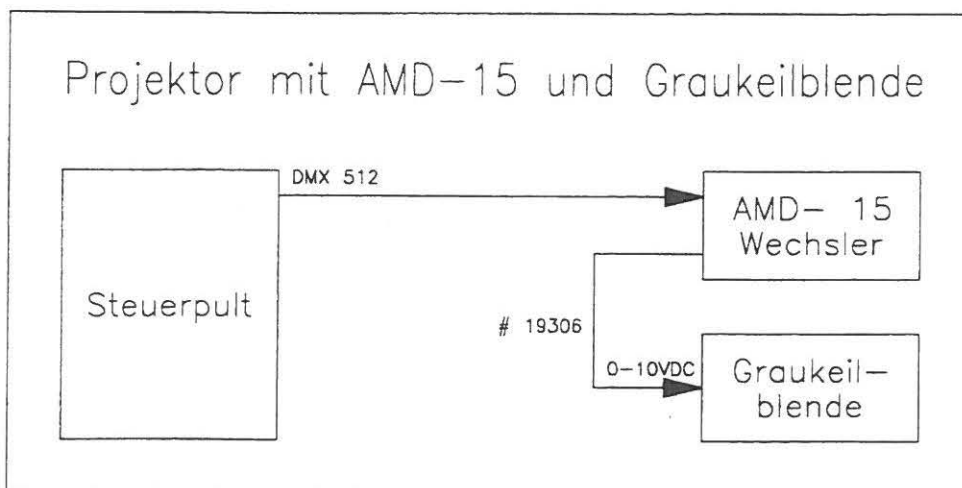 Projektor mit AMD-15 und Graukeilblende
DMX 512
AMD- 15
Wechsler
Steuerpult
# 19306
0-10VDC
Graukeil-
blende